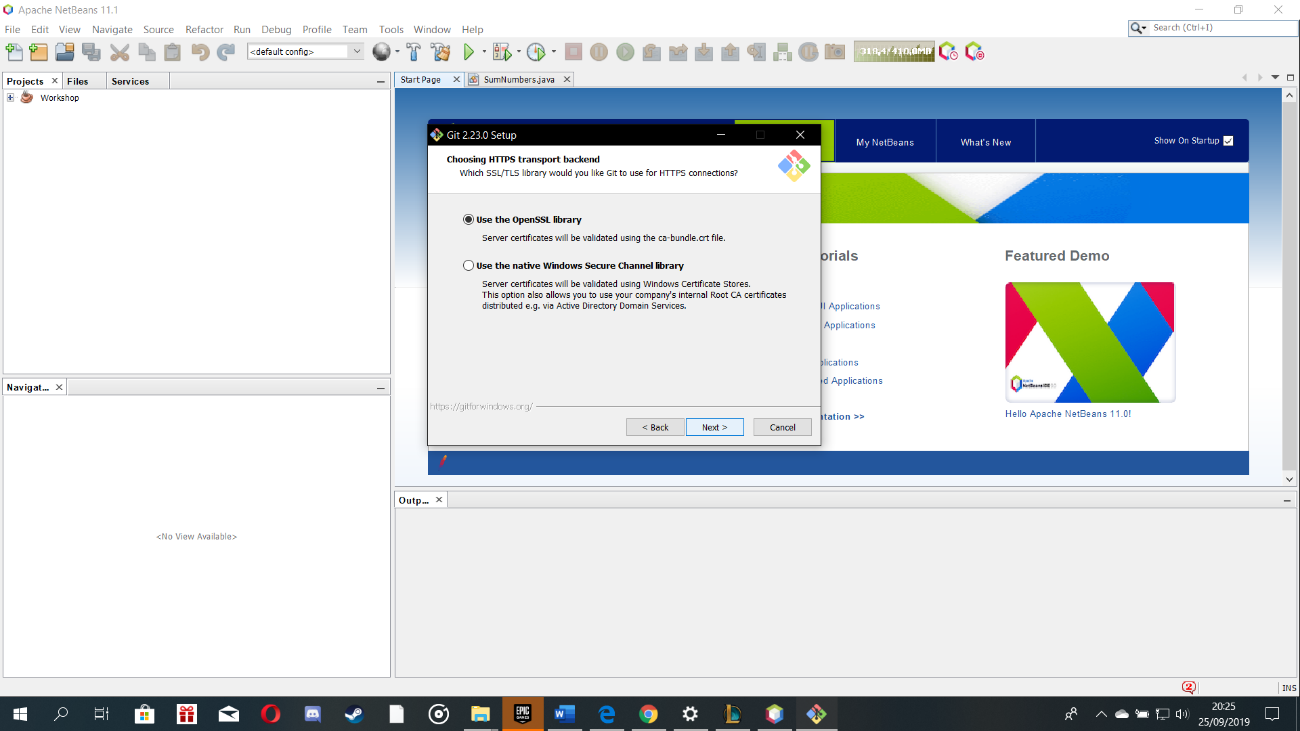 Apache NetBeans 11.1
File Edit View Navigate Source Refactor Run Debug Profile Team Tools Window Help
Search (Ctrl+I)
<default config>
Projects Files Services
Workshop
Start Page SumNumbers.java
My NetBeans What's New Show On Startup
Git 2.23.0 Setup
Choosing HTTPS transport backend
Which SSL/TLS library would you like Git to use for HTTPS connections?
Use the OpenSSL library
Server certificates will be validated using the ca-bundle.crt file.
Use the native Windows Secure Channel library
Server certificates will be validated using Windows Certificate Stores.
This option also allows you to use your company's internal Root CA certificates
distributed e.g. via Active Directory Domain Services.
https://gitforwindows.org/
< Back Next > Cancel
orials
Applications
Applications
plications
Applications
tation >>
Featured Demo
Hello Apache NetBeans 11.0!
Navigat...
<No View Available>
Outp...
2
INS
EPIC
GAMES
20:25
25/09/2019